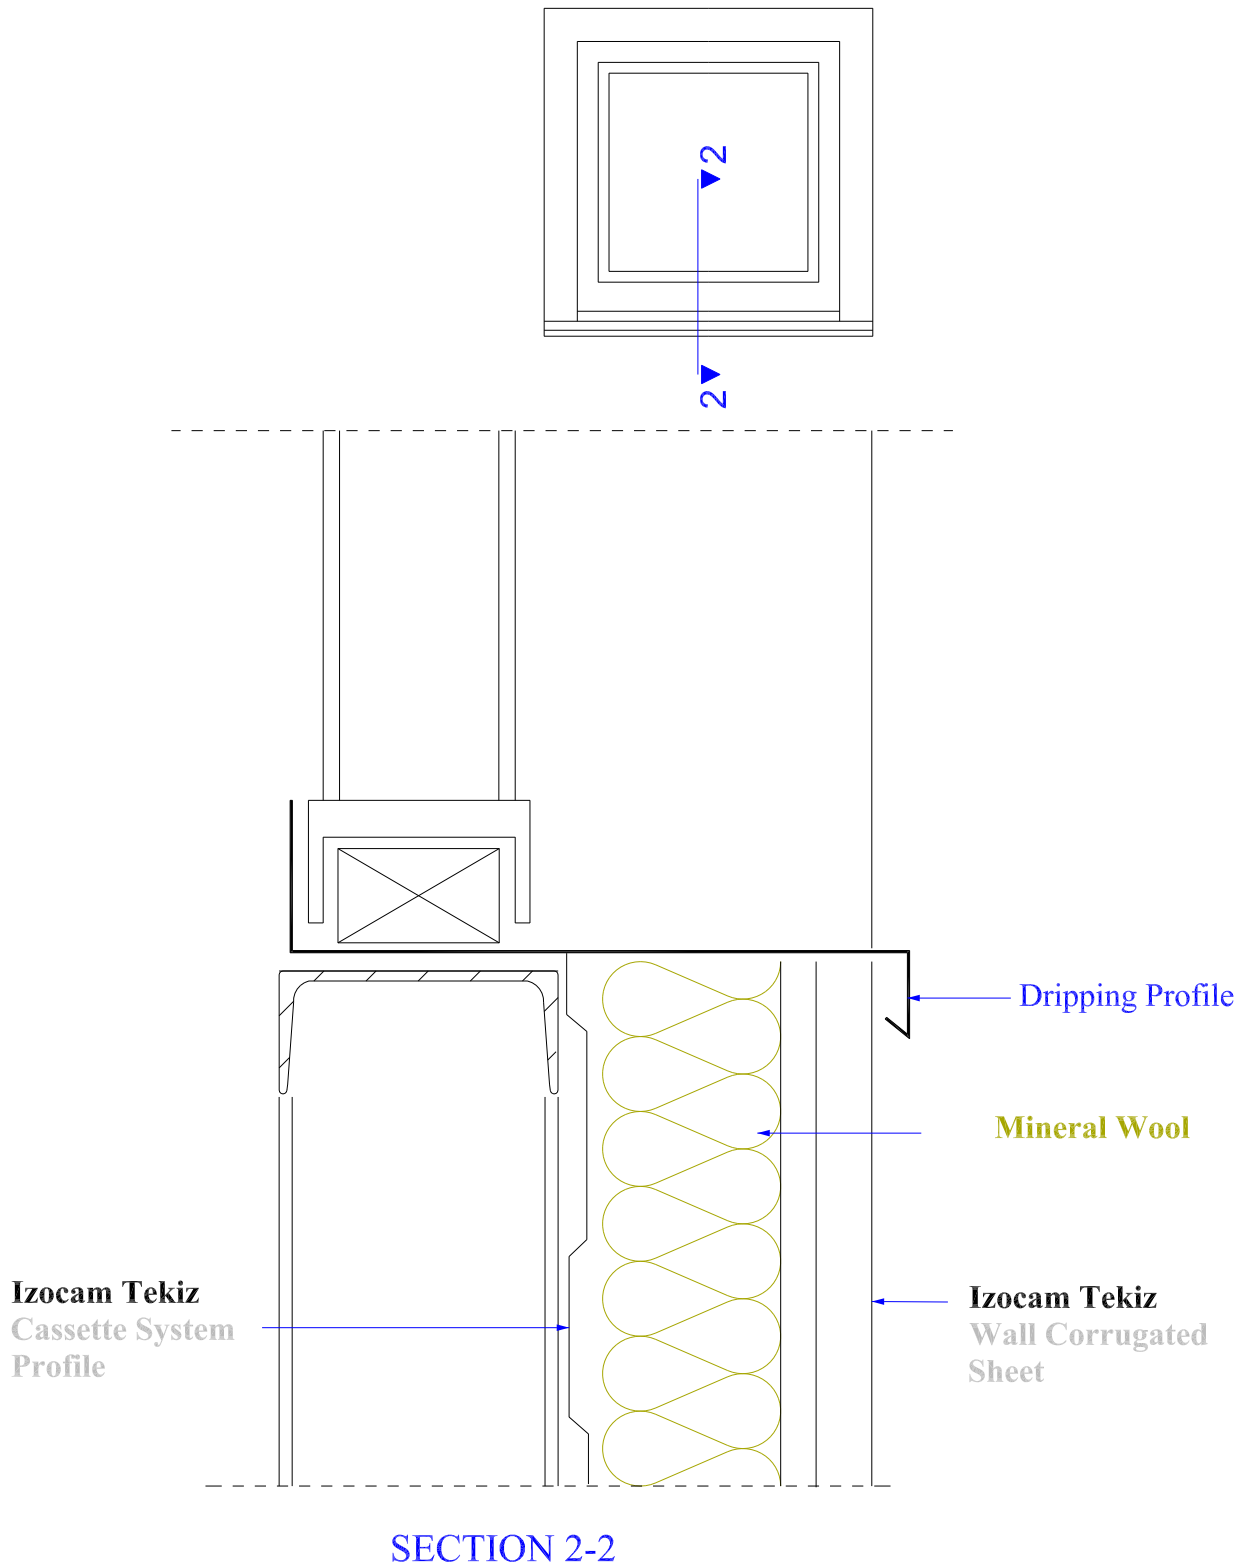 2
2
Dripping Profile
Mineral Wool
Izocam Tekiz
Cassette System
Profile
Izocam Tekiz
Wall Corrugated
Sheet
SECTION 2-2